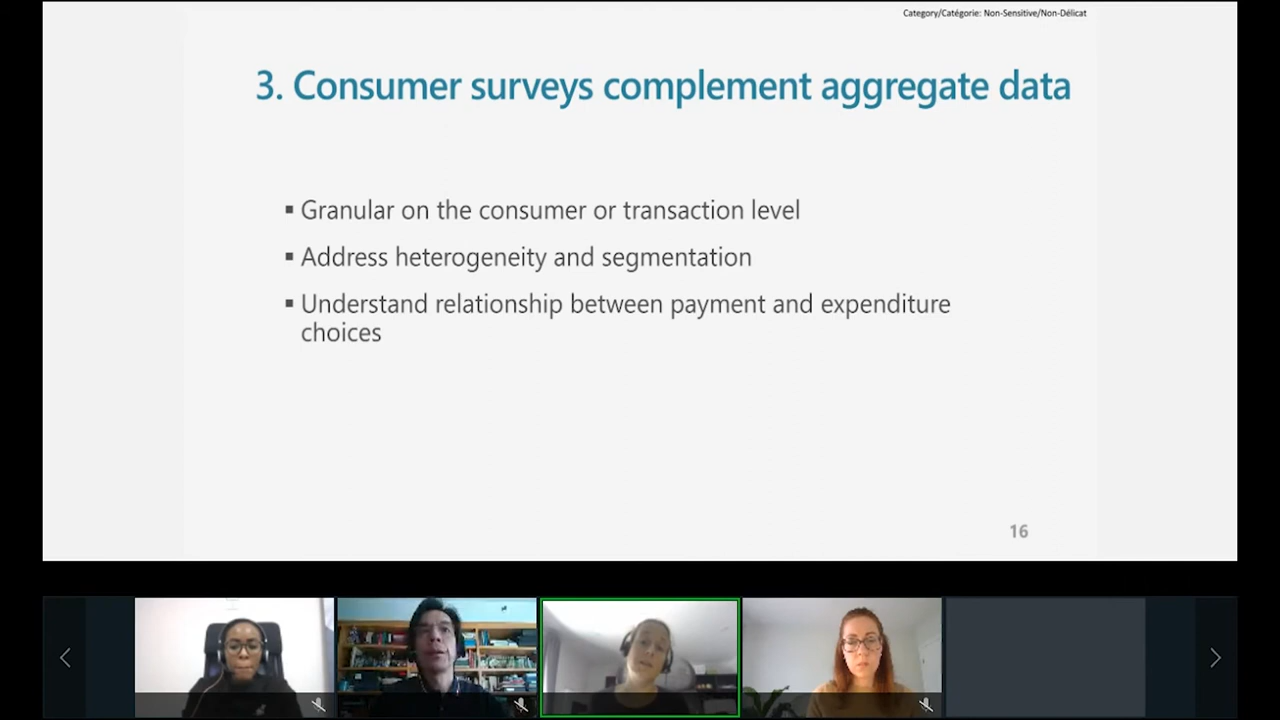 Category/Catégorie: Non-Sensitive/Non-Délicat
3. Consumer surveys complement aggregate data
▪ Granular on the consumer or transaction level
▪ Address heterogeneity and segmentation
▪ Understand relationship between payment and expenditure
choices
16